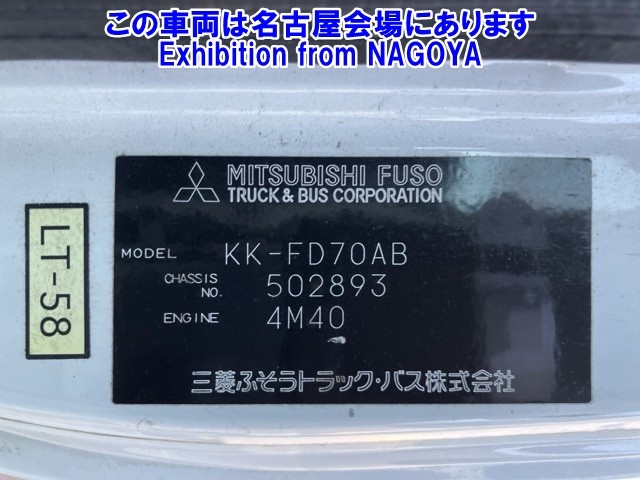 この車両は名古屋会場にあります
Exhibition from NAGOYA
MITSUBISHI FUSO
TRUCK & BUS CORPORATION
LT-58
MODEL KK-FD70AB
CHASSIS NO. 502893
ENGINE 4M40
三菱ふそうトラック・バス株式会社